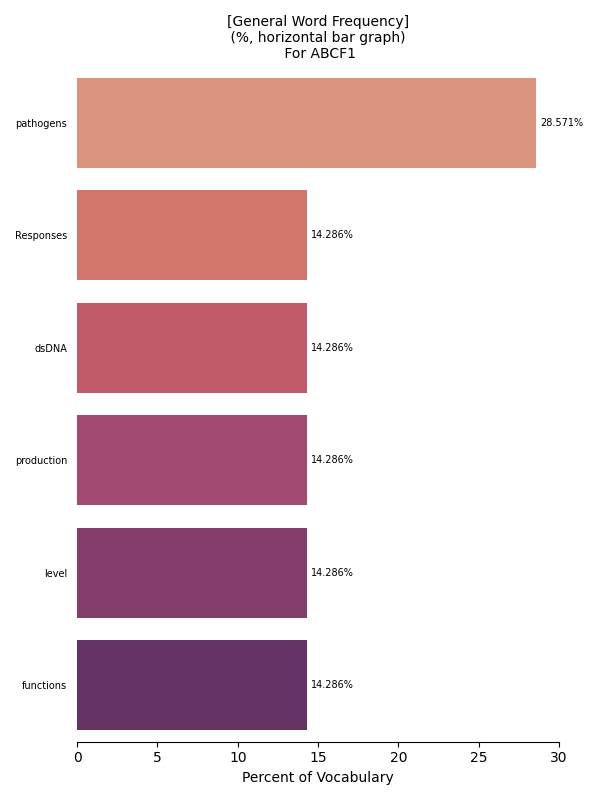 [General Word Frequency]
(%, horizontal bar graph)
For ABCF1
pathogens 28.571%
Responses 14.286%
dsDNA 14.286%
production 14.286%
level 14.286%
functions 14.286%
0 5 10 15 20 25 30
Percent of Vocabulary